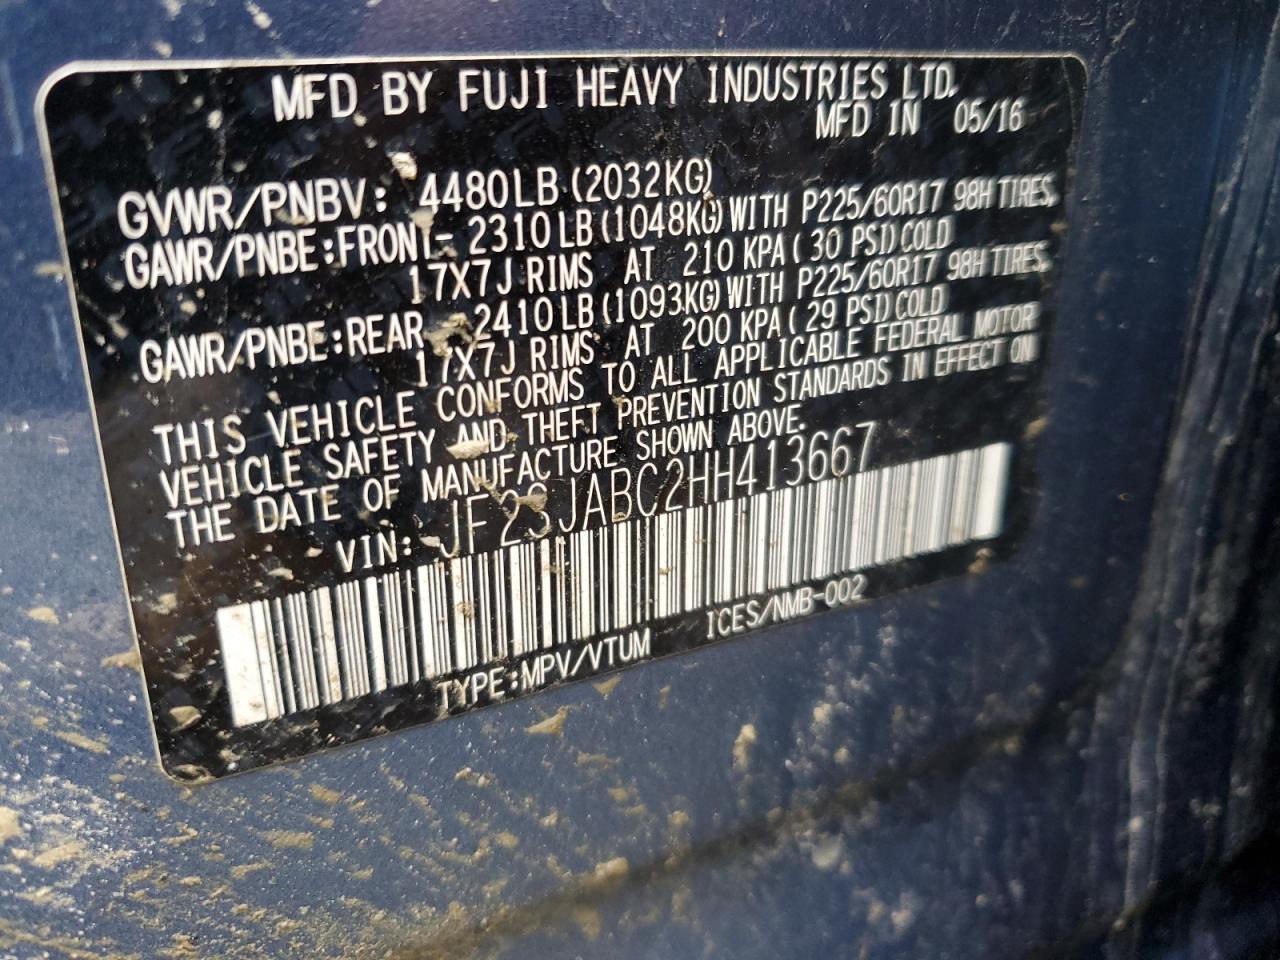 MFD BY FUJI HEAVY INDUSTRIES LTD.
MFD IN 05/16
GVWR/PNBV: 4480LB (2032KG)
GAWR/PNBE:FRONT- 2310LB (1048KG) WITH P225/60R17 98H TIRES,
17X7J RIMS AT 210 KPA ( 30 PSI) COLD
GAWR/PNBE:REAR - 2410LB (1093KG) WITH P225/60R17 98H TIRES,
17X7J RIMS AT 200 KPA ( 29 PSI) COLD
THIS VEHICLE CONFORMS TO ALL APPLICABLE FEDERAL MOTOR
VEHICLE SAFETY AND THEFT PREVENTION STANDARDS IN EFFECT ON
THE DATE OF MANUFACTURE SHOWN ABOVE.
VIN: JF2SJABC2HH413667
TYPE:MPV/VTUM ICES/NMB-002